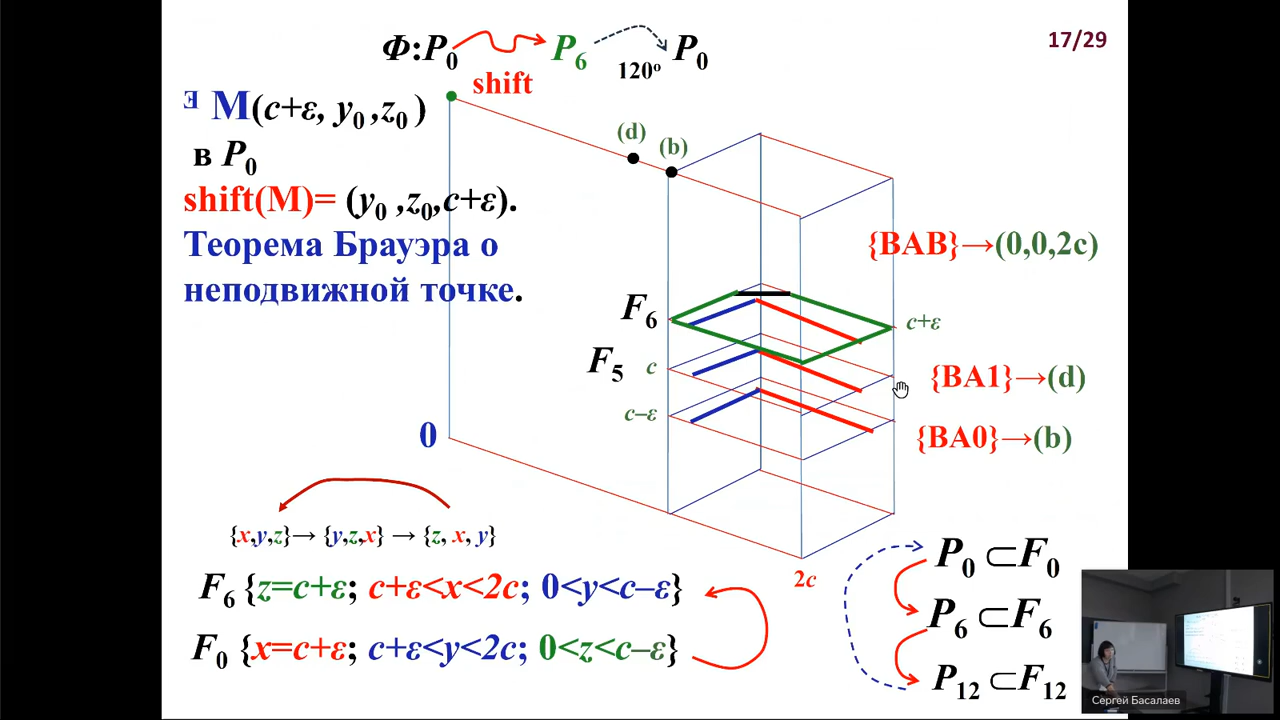 Φ:P₀ P₆ P₀
17/29
shift
120º
∃ M(c+ε, y₀ ,z₀ )
в P₀
shift(M)= (y₀ ,z₀,c+ε).
Теорема Брауэра о
неподвижной точке.
(d)
(b)
{BAB}→(0,0,2c)
F₆
c+ε
F₅
c
{BA1}→(d)
c–ε
{BA0}→(b)
0
{x,y,z}→ {y,z,x} → {z, x, y}
2c
F₆ {z=c+ε; c+ε<x<2c; 0<y<c–ε}
F₀ {x=c+ε; c+ε<y<2c; 0<z<c–ε}
P₀ ⊂F₀
P₆ ⊂F₆
P₁₂ ⊂F₁₂
Сергей Басалаев